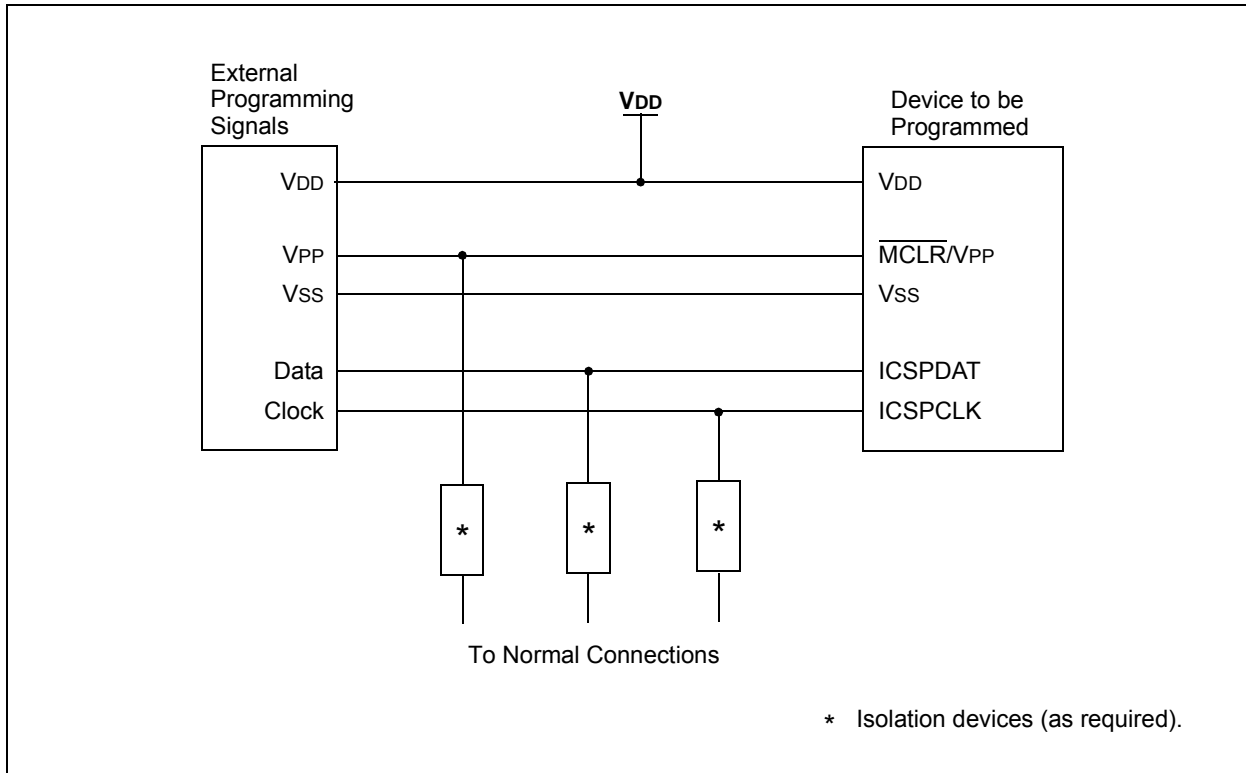 External
Programming
Signals
VDD
Device to be
Programmed
VDD
VDD
VPP
MCLR/VPP
VSS
VSS
Data
ICSPDAT
Clock
ICSPCLK
*
*
*
To Normal Connections
* Isolation devices (as required).